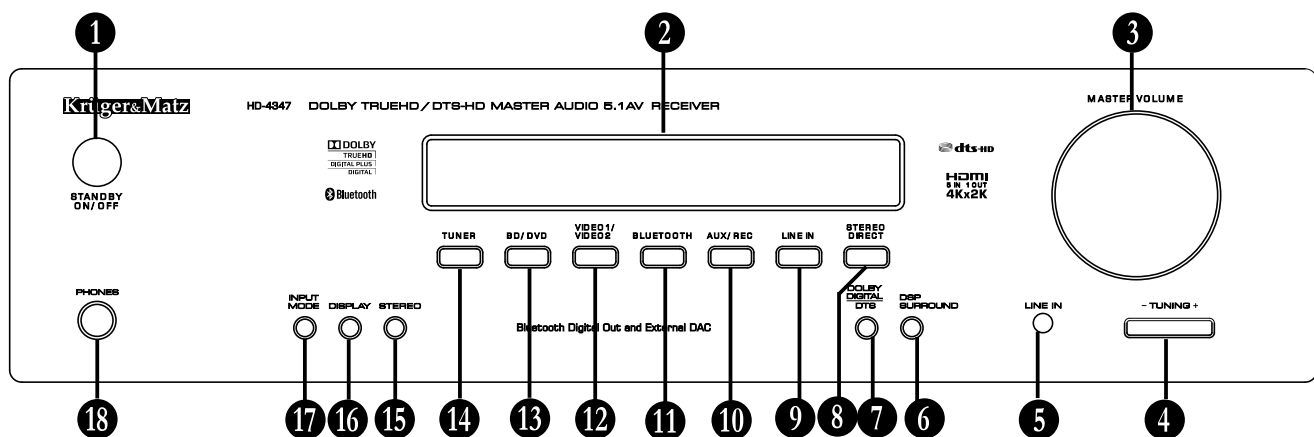 1
2
3
Krüger&Matz
HD-4347 DOLBY TRUEHD/DTS-HD MASTER AUDIO 5.1AV RECEIVER
MASTER VOLUME
DOLBY
TRUEHD
DIGITAL PLUS
DIGITAL
Bluetooth
dts-HD
HDMI
5 IN 1 OUT
4Kx2K
STANDBY
ON/OFF
TUNER
BD/DVD
VIDEO 1/
VIDEO 2
BLUETOOTH
AUX/REC
LINE IN
STEREO
DIRECT
PHONES
INPUT
MODE
DISPLAY
STEREO
Bluetooth Digital Out and External DAC
DOLBY
DIGITAL
DTS
DSP
SURROUND
LINE IN
- TUNING +
18
17
16
15
14
13
12
11
10
9
8
7
6
5
4